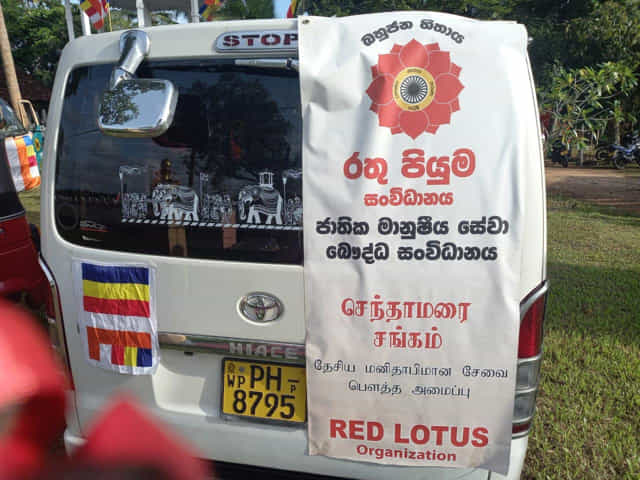 STOP
බහුජන හිතාය
රතු පියුම
සංවිධානය
ජාතික මානුෂීය සේවා
බෞද්ධ සංවිධානය
செந்தாமரை
சங்கம்
தேசிய மனிதாபிமான சேவை
பௌத்த அமைப்பு
RED LOTUS
Organization
HIACE
WP PH P
8795